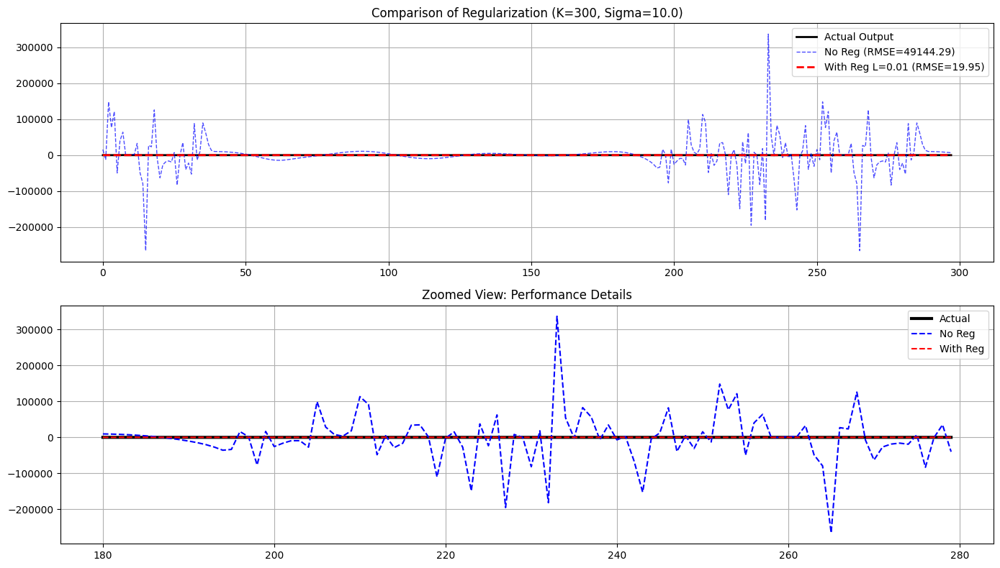 Comparison of Regularization (K=300, Sigma=10.0)
Actual Output
No Reg (RMSE=49144.29)
With Reg L=0.01 (RMSE=19.95)
300000
200000
100000
0
−100000
−200000
0 50 100 150 200 250 300
Zoomed View: Performance Details
Actual
No Reg
With Reg
300000
200000
100000
0
−100000
−200000
180 200 220 240 260 280